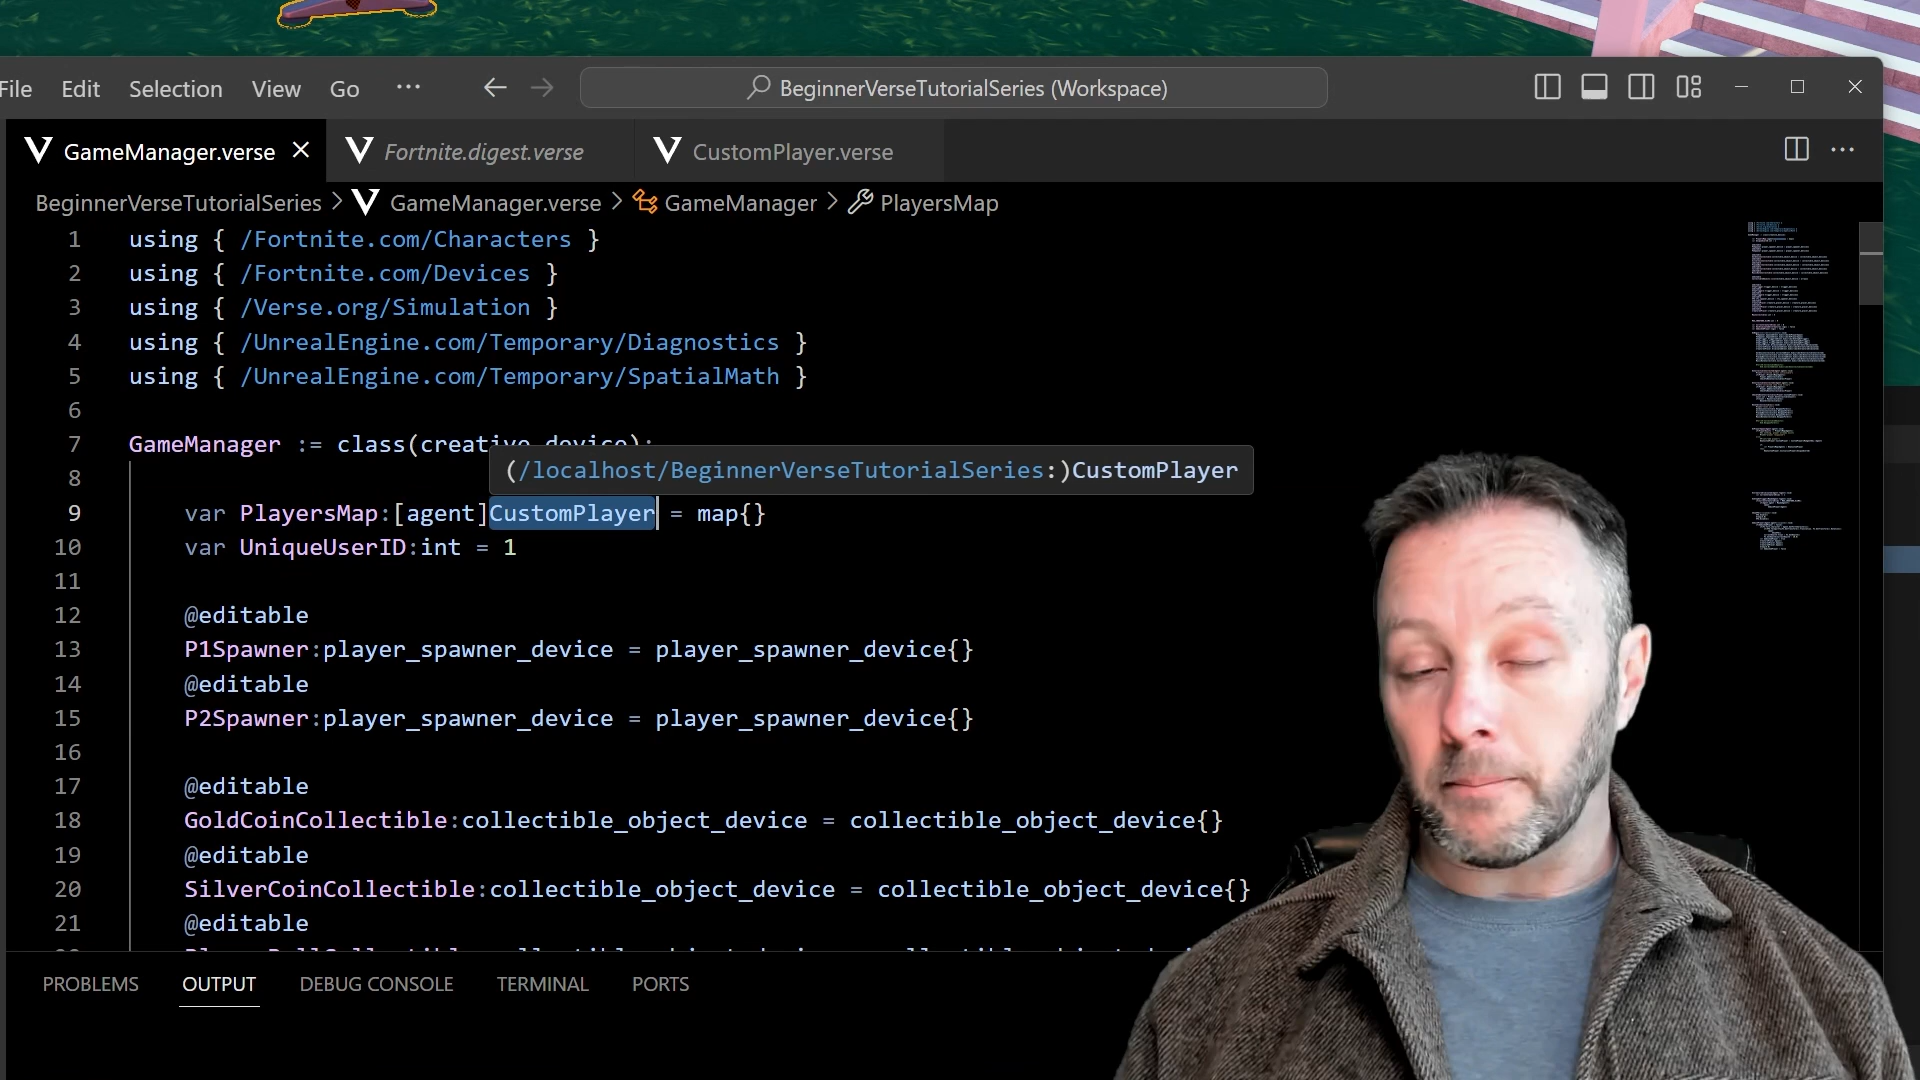 File Edit Selection View Go ... BeginnerVerseTutorialSeries (Workspace)
GameManager.verse Fortnite.digest.verse CustomPlayer.verse
BeginnerVerseTutorialSeries > GameManager.verse > GameManager > PlayersMap
1 using { /Fortnite.com/Characters }
2 using { /Fortnite.com/Devices }
3 using { /Verse.org/Simulation }
4 using { /UnrealEngine.com/Temporary/Diagnostics }
5 using { /UnrealEngine.com/Temporary/SpatialMath }
6
7 GameManager := class(creative_device):
(/localhost/BeginnerVerseTutorialSeries:)CustomPlayer
8
9 var PlayersMap:[agent]CustomPlayer = map{}
10 var UniqueUserID:int = 1
11
12 @editable
13 P1Spawner:player_spawner_device = player_spawner_device{}
14 @editable
15 P2Spawner:player_spawner_device = player_spawner_device{}
16
17 @editable
18 GoldCoinCollectible:collectible_object_device = collectible_object_device{}
19 @editable
20 SilverCoinCollectible:collectible_object_device = collectible_object_device{}
21 @editable
PROBLEMS OUTPUT DEBUG CONSOLE TERMINAL PORTS